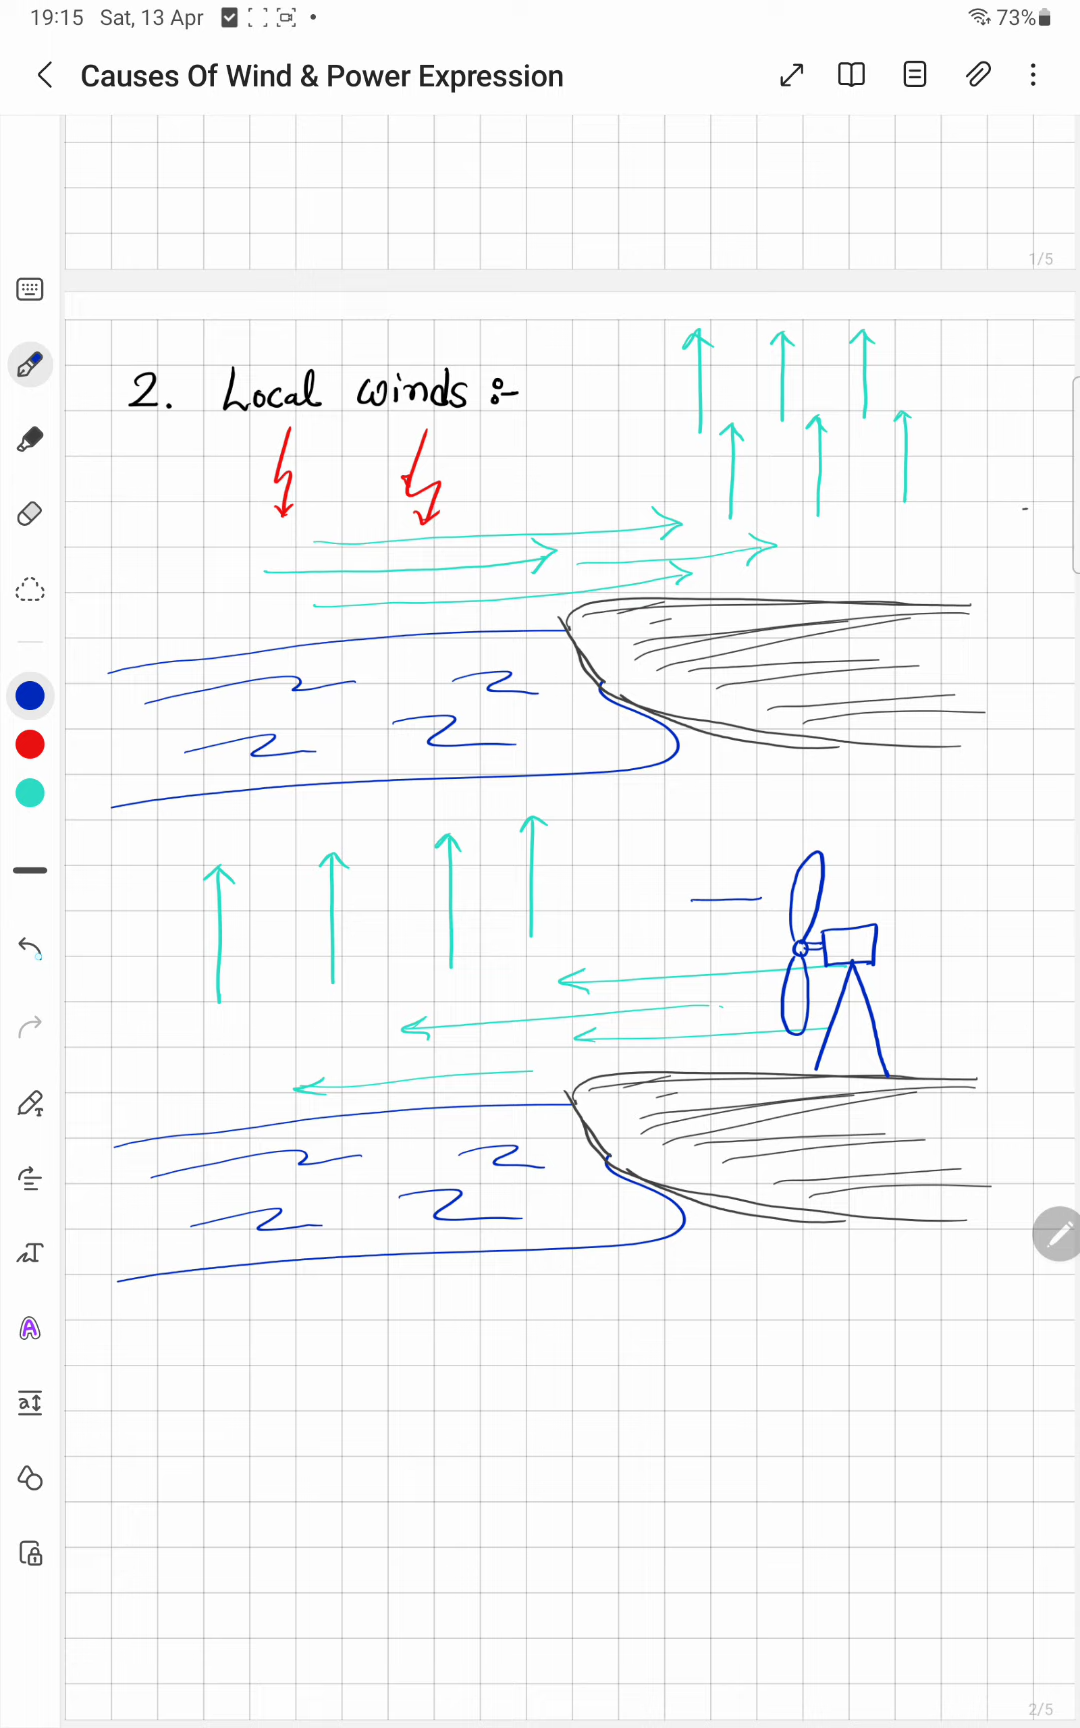 19:15 Sat, 13 Apr 73%
Causes Of Wind & Power Expression
1/5
2. Local winds :-
2/5